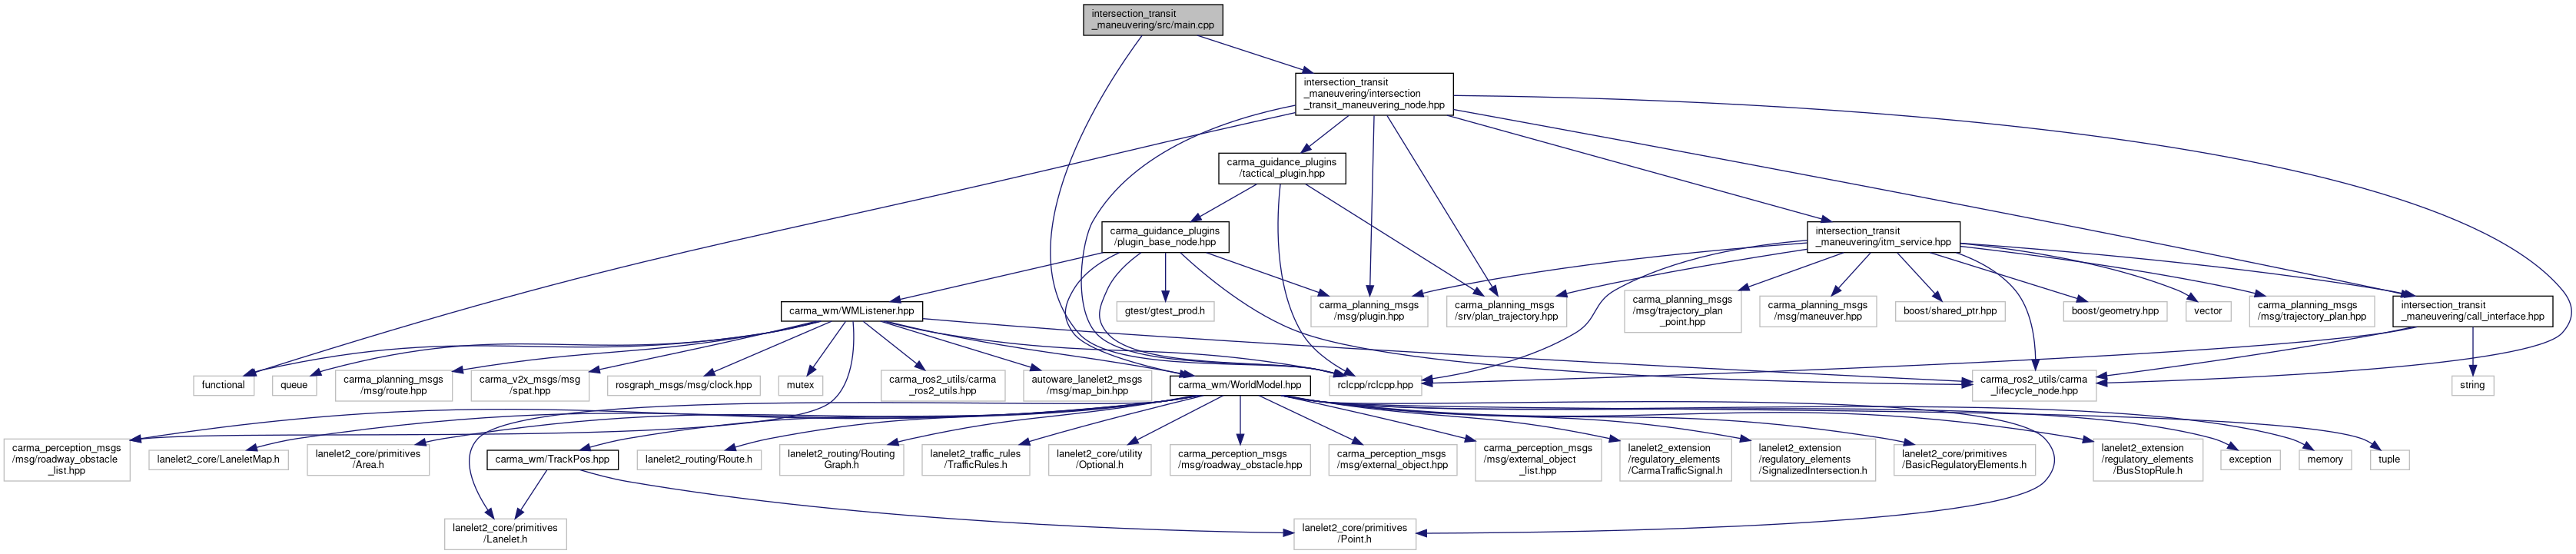 intersection_transit
_maneuvering/src/main.cpp
intersection_transit
_maneuvering/intersection
_transit_maneuvering_node.hpp
carma_guidance_plugins
/tactical_plugin.hpp
carma_guidance_plugins
/plugin_base_node.hpp
intersection_transit
_maneuvering/itm_service.hpp
carma_wm/WMListener.hpp
gtest/gtest_prod.h
carma_planning_msgs
/msg/plugin.hpp
carma_planning_msgs
/srv/plan_trajectory.hpp
carma_planning_msgs
/msg/trajectory_plan
_point.hpp
carma_planning_msgs
/msg/maneuver.hpp
boost/shared_ptr.hpp
boost/geometry.hpp
vector
carma_planning_msgs
/msg/trajectory_plan.hpp
intersection_transit
_maneuvering/call_interface.hpp
functional
queue
carma_planning_msgs
/msg/route.hpp
carma_v2x_msgs/msg
/spat.hpp
rosgraph_msgs/msg/clock.hpp
mutex
carma_ros2_utils/carma
_ros2_utils.hpp
autoware_lanelet2_msgs
/msg/map_bin.hpp
carma_wm/WorldModel.hpp
rclcpp/rclcpp.hpp
carma_ros2_utils/carma
_lifecycle_node.hpp
string
carma_perception_msgs
/msg/roadway_obstacle
_list.hpp
lanelet2_core/LaneletMap.h
lanelet2_core/primitives
/Area.h
carma_wm/TrackPos.hpp
lanelet2_routing/Route.h
lanelet2_routing/Routing
Graph.h
lanelet2_traffic_rules
/TrafficRules.h
lanelet2_core/utility
/Optional.h
carma_perception_msgs
/msg/roadway_obstacle.hpp
carma_perception_msgs
/msg/external_object.hpp
carma_perception_msgs
/msg/external_object
_list.hpp
lanelet2_extension
/regulatory_elements
/CarmaTrafficSignal.h
lanelet2_extension
/regulatory_elements
/SignalizedIntersection.h
lanelet2_core/primitives
/BasicRegulatoryElements.h
lanelet2_extension
/regulatory_elements
/BusStopRule.h
exception
memory
tuple
lanelet2_core/primitives
/Lanelet.h
lanelet2_core/primitives
/Point.h